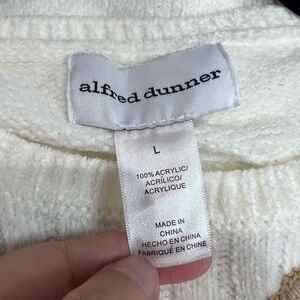 alfred dunner
L
100% ACRYLIC/
ACRÍLICO/
ACRYLIQUE
MADE IN
CHINA
HECHO EN CHINA
FABRIQUÉ EN CHINE